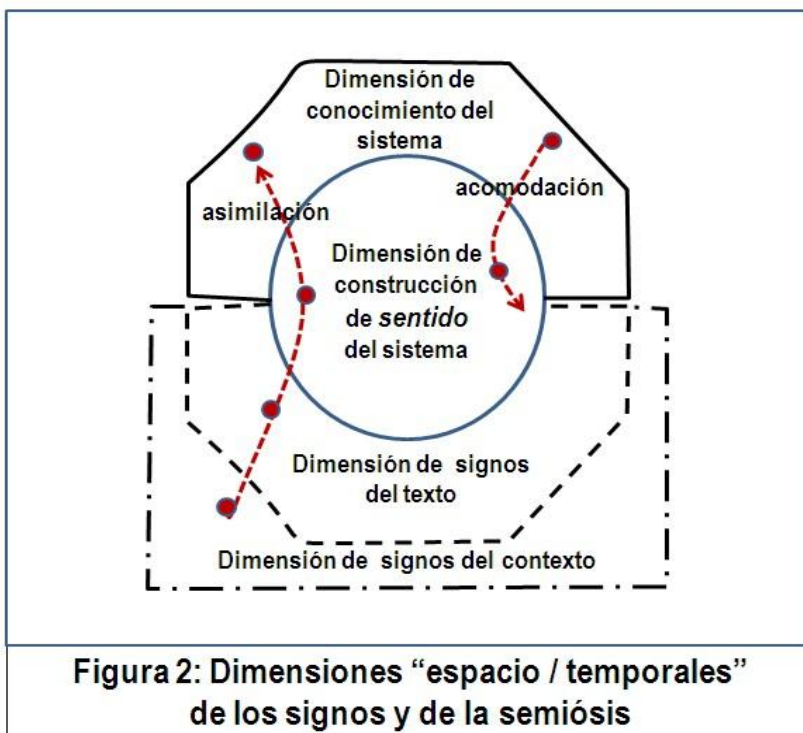 Dimensión de
conocimiento del
sistema
acomodación
asimilación
Dimensión de
construcción
de sentido
del sistema
Dimensión de signos
del texto
Dimensión de signos del contexto
Figura 2: Dimensiones “espacio / temporales”
de los signos y de la semiósis